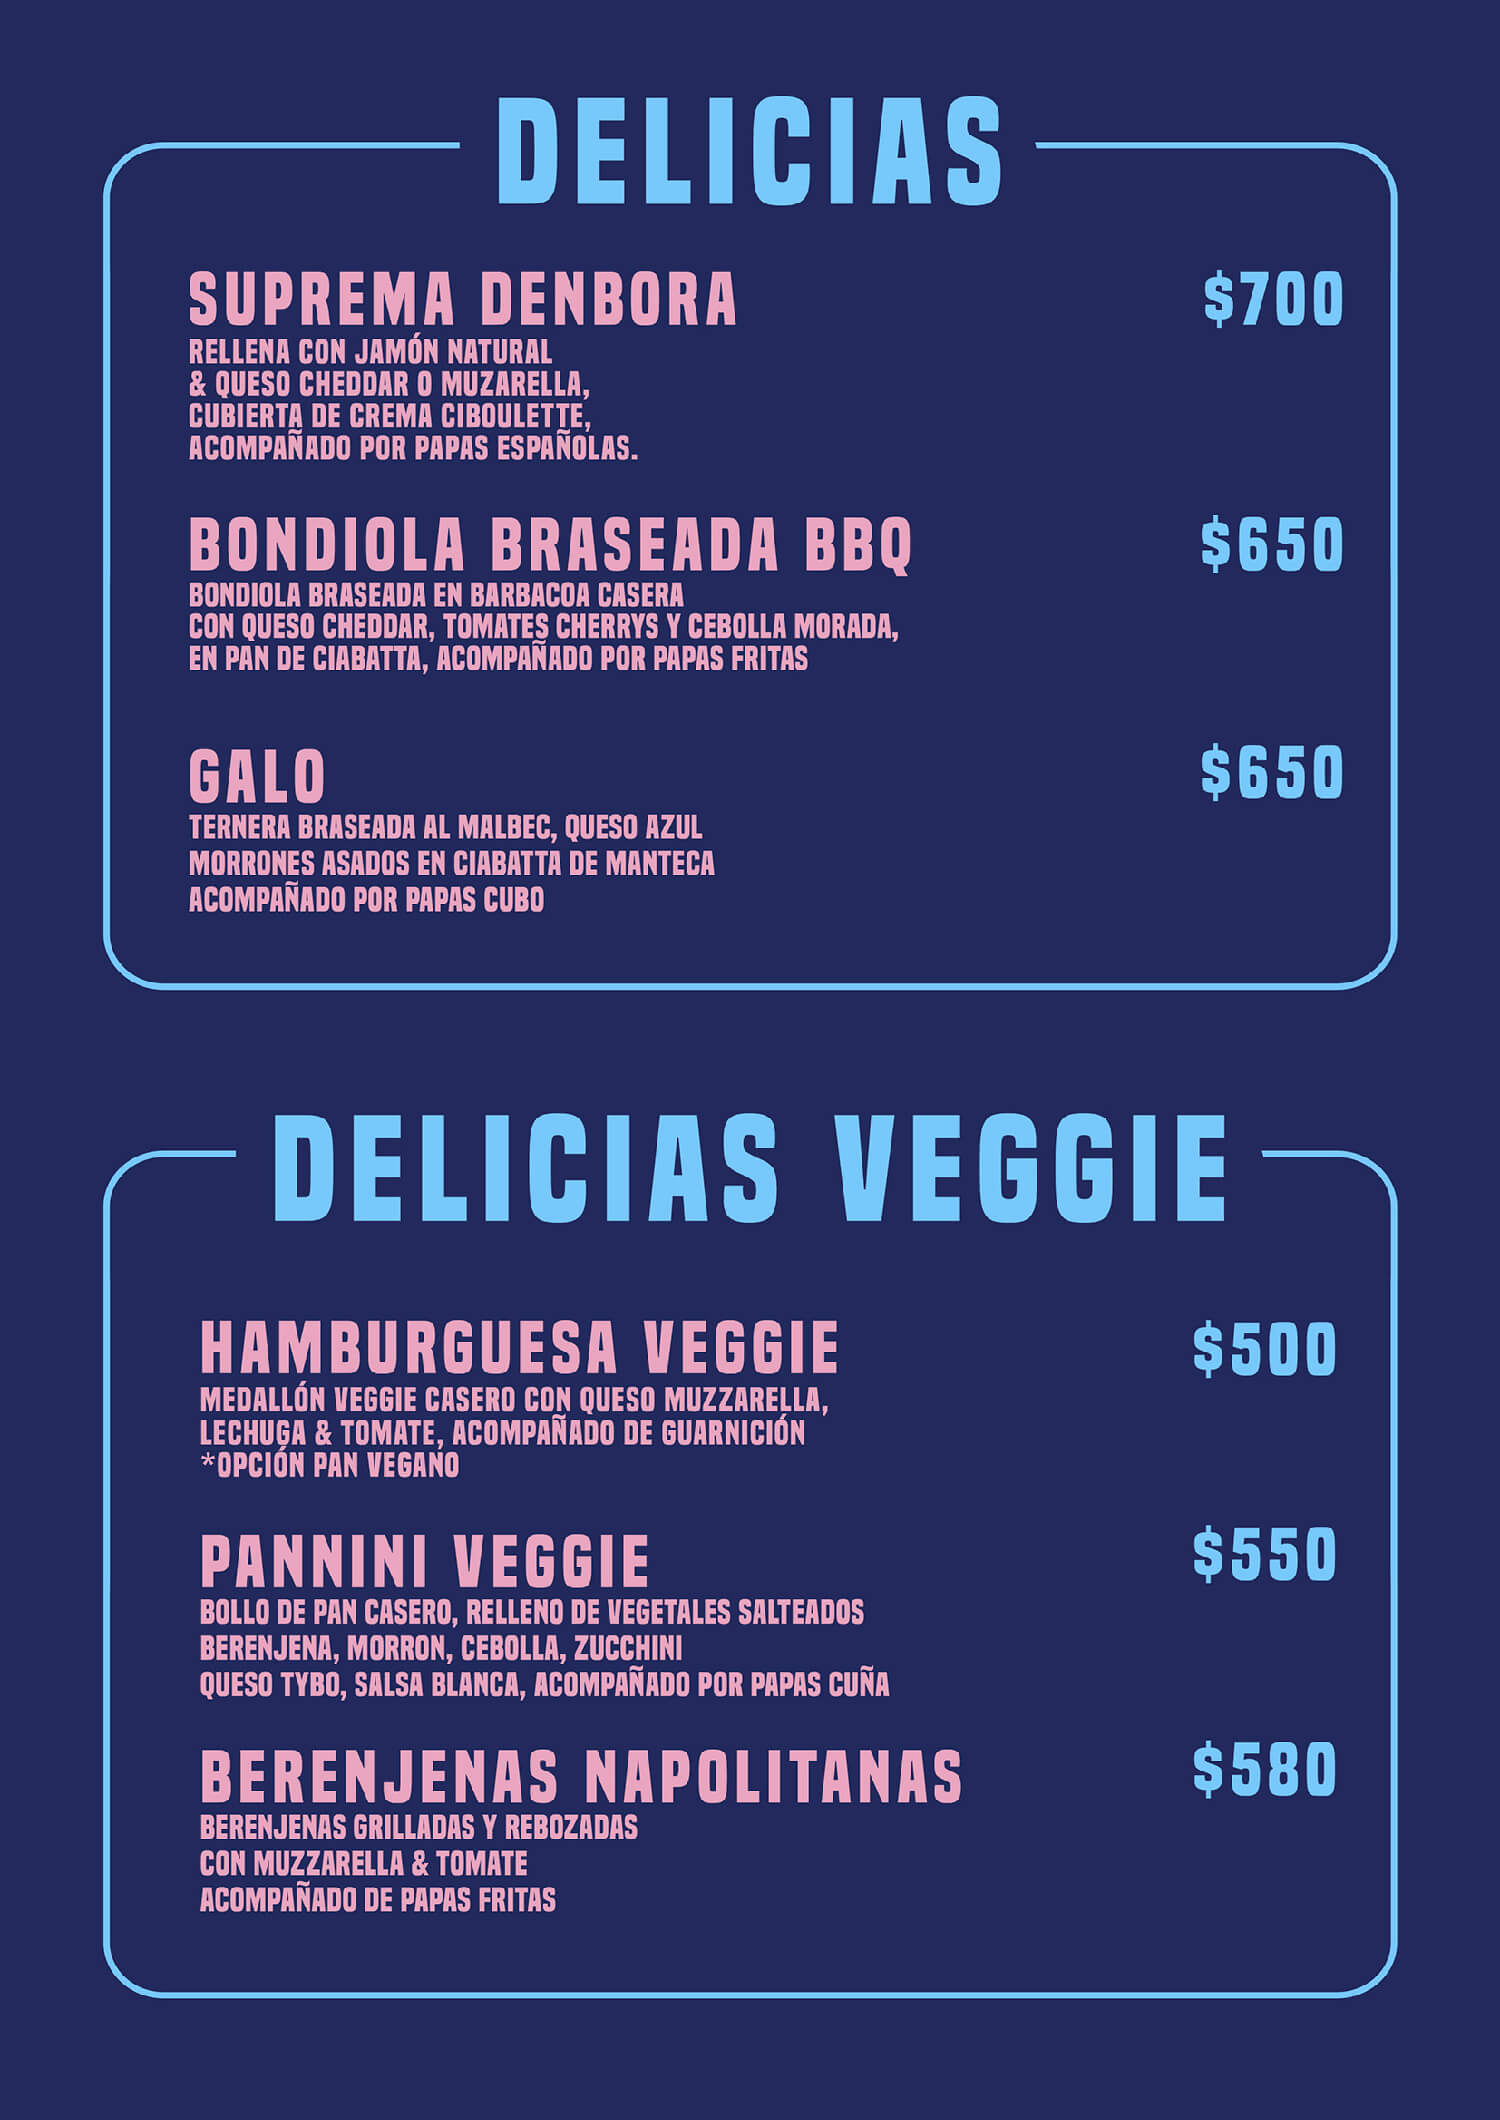 DELICIAS
SUPREMA DENBORA $700
RELLENA CON JAMÓN NATURAL
& QUESO CHEDDAR O MUZARELLA,
CUBIERTA DE CREMA CIBOULETTE,
ACOMPAÑADO POR PAPAS ESPAÑOLAS.
BONDIOLA BRASEADA BBQ $650
BONDIOLA BRASEADA EN BARBACOA CASERA
CON QUESO CHEDDAR, TOMATES CHERRYS Y CEBOLLA MORADA,
EN PAN DE CIABATTA, ACOMPAÑADO POR PAPAS FRITAS
GALO $650
TERNERA BRASEADA AL MALBEC, QUESO AZUL
MORRONES ASADOS EN CIABATTA DE MANTECA
ACOMPAÑADO POR PAPAS CUBO
DELICIAS VEGGIE
HAMBURGUESA VEGGIE $500
MEDALLÓN VEGGIE CASERO CON QUESO MUZZARELLA,
LECHUGA & TOMATE, ACOMPAÑADO DE GUARNICIÓN
*OPCIÓN PAN VEGANO
PANNINI VEGGIE $550
BOLLO DE PAN CASERO, RELLENO DE VEGETALES SALTEADOS
BERENJENA, MORRON, CEBOLLA, ZUCCHINI
QUESO TYBO, SALSA BLANCA, ACOMPAÑADO POR PAPAS CUÑA
BERENJENAS NAPOLITANAS $580
BERENJENAS GRILLADAS Y REBOZADAS
CON MUZZARELLA & TOMATE
ACOMPAÑADO DE PAPAS FRITAS